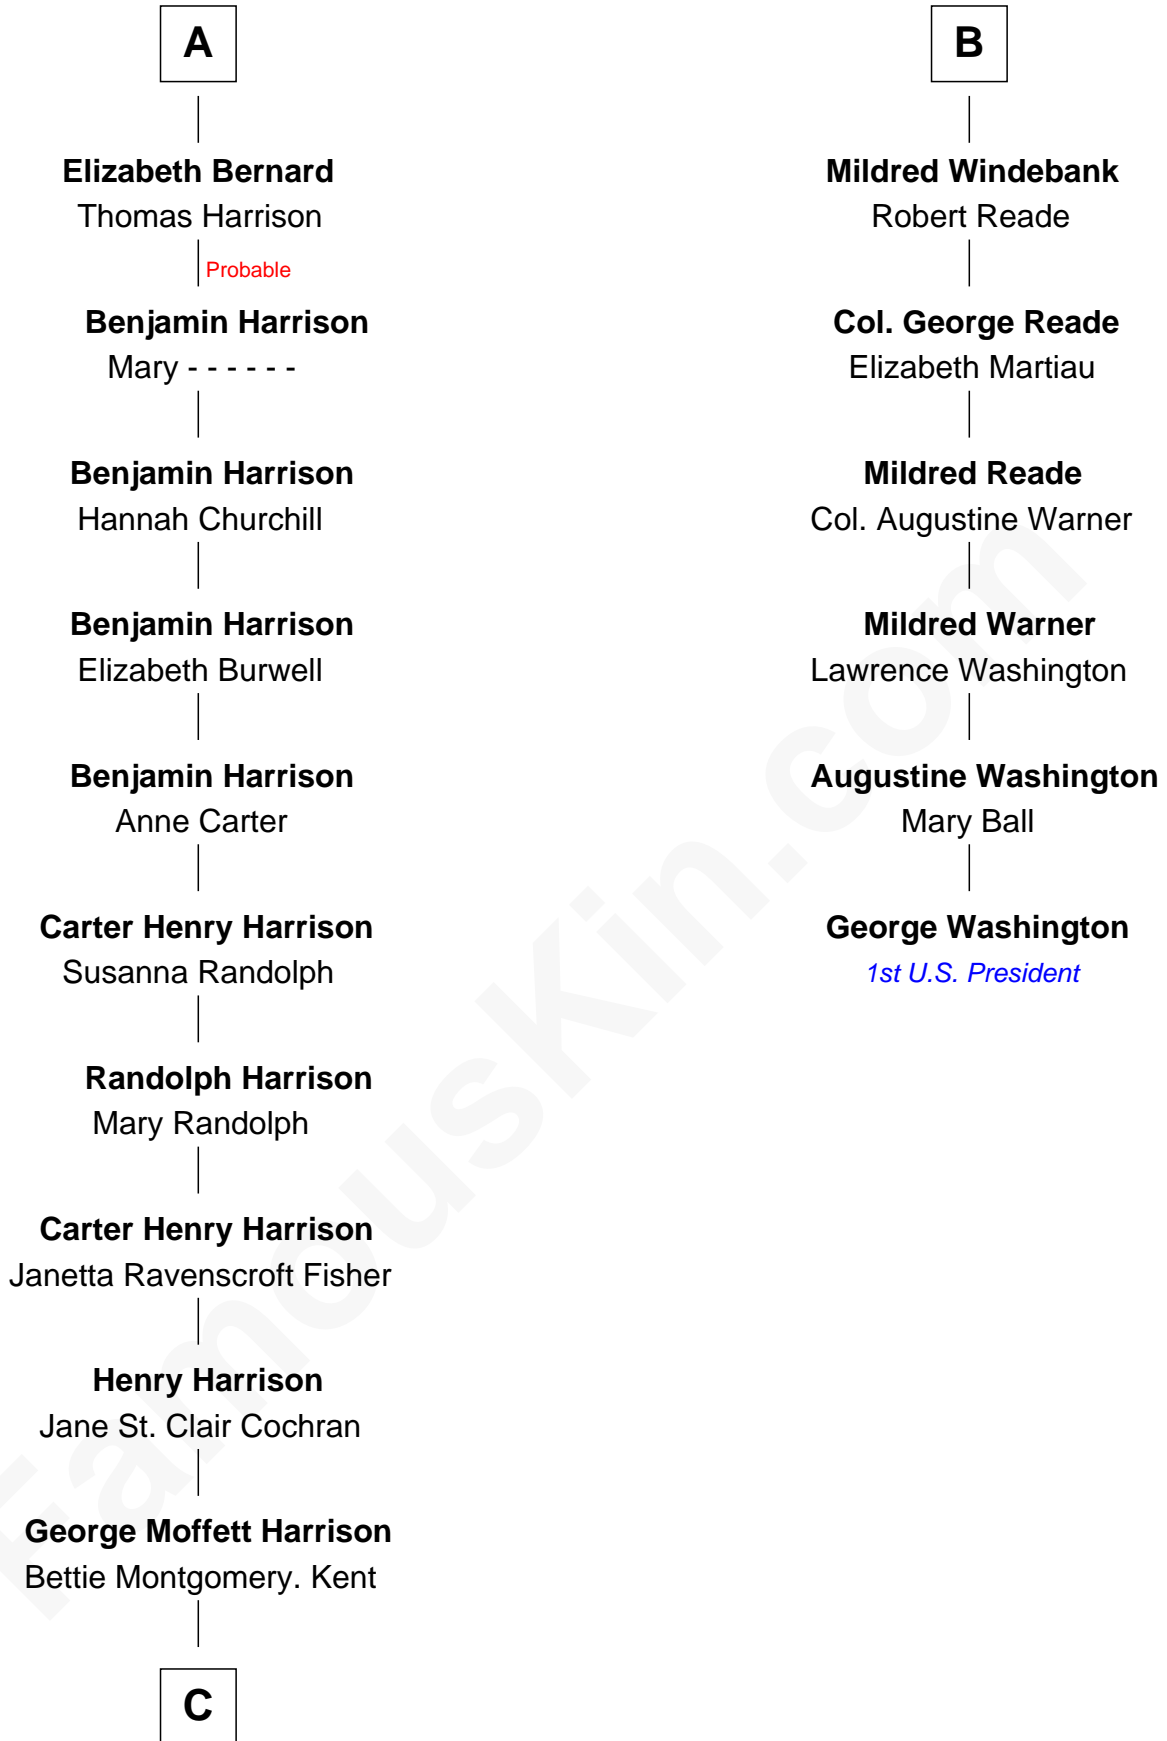 A
Elizabeth Bernard
Thomas Harrison
Probable
Benjamin Harrison
Mary - - - - - -
Benjamin Harrison
Hannah Churchill
Benjamin Harrison
Elizabeth Burwell
Benjamin Harrison
Anne Carter
Carter Henry Harrison
Susanna Randolph
Randolph Harrison
Mary Randolph
Carter Henry Harrison
Janetta Ravenscroft Fisher
Henry Harrison
Jane St. Clair Cochran
George Moffett Harrison
Bettie Montgomery. Kent
C
B
Mildred Windebank
Robert Reade
Col. George Reade
Elizabeth Martiau
Mildred Reade
Col. Augustine Warner
Mildred Warner
Lawrence Washington
Augustine Washington
Mary Ball
George Washington
1st U.S. President
FamousKin.com